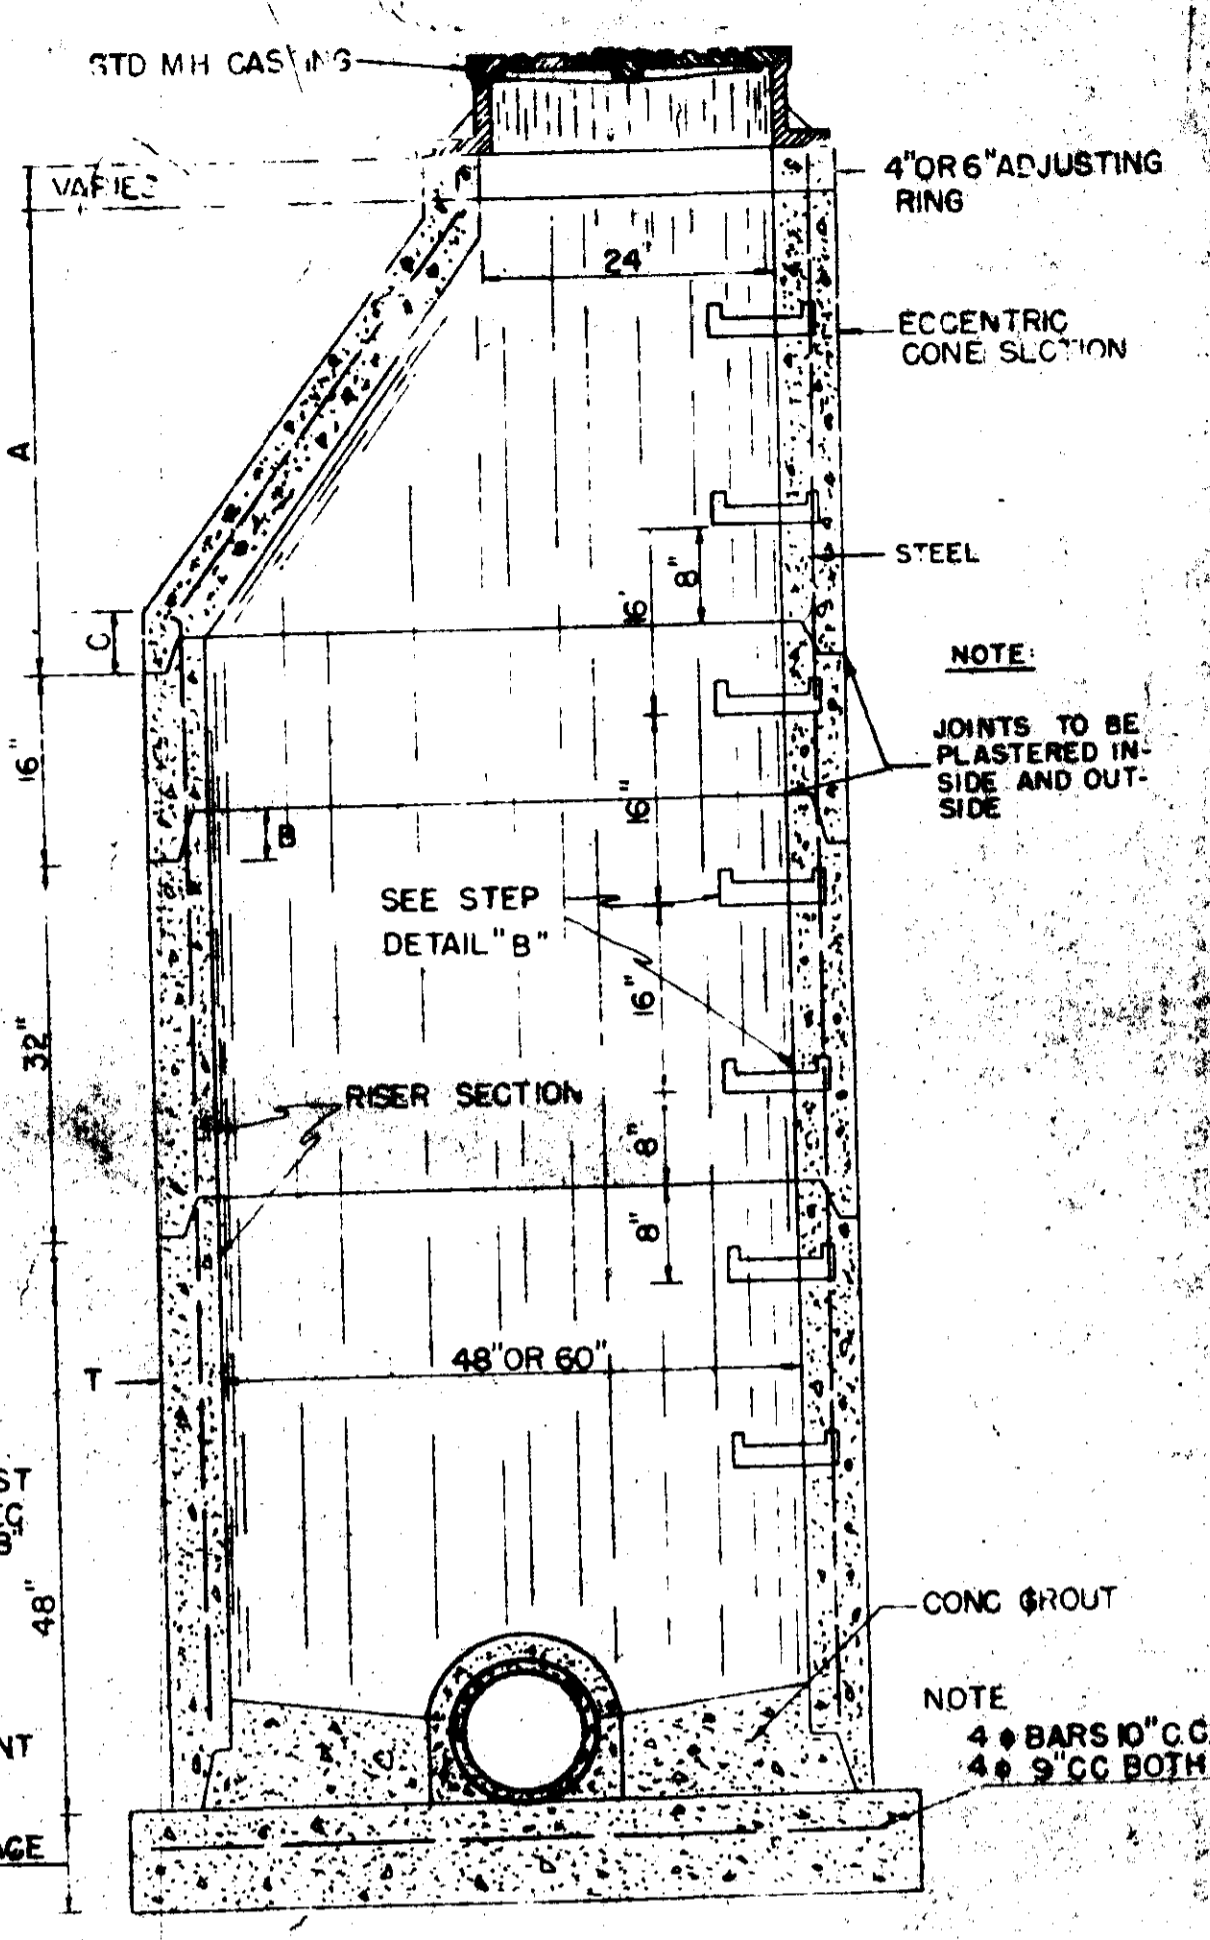 STD MH CASTING
VARIES
4" OR 6" ADJUSTING
RING
24"
ECCENTRIC
CONE SECTION
A
STEEL
8"
16'
C
NOTE:
JOINTS TO BE
PLASTERED IN-
SIDE AND OUT-
SIDE
16"
16"
B
SEE STEP
DETAIL "B"
16"
32"
RISER SECTION
8"
8"
48" OR 60"
T
ST
48"
CONC GROUT
NOTE
4 φ BARS 10" C.C.
4 φ 9" CC BOTH
NT
AGE